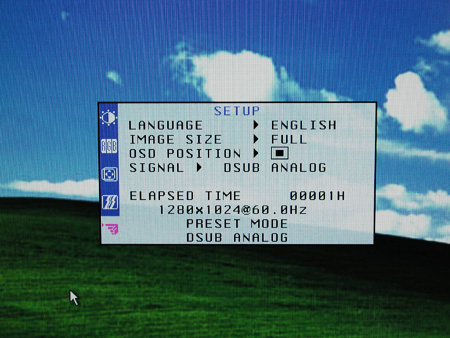 SETUP
LANGUAGE ENGLISH
IMAGE SIZE FULL
OSD POSITION
SIGNAL DSUB ANALOG
ELAPSED TIME 00001H
1280x1024@60.0Hz
PRESET MODE
DSUB ANALOG
RGB